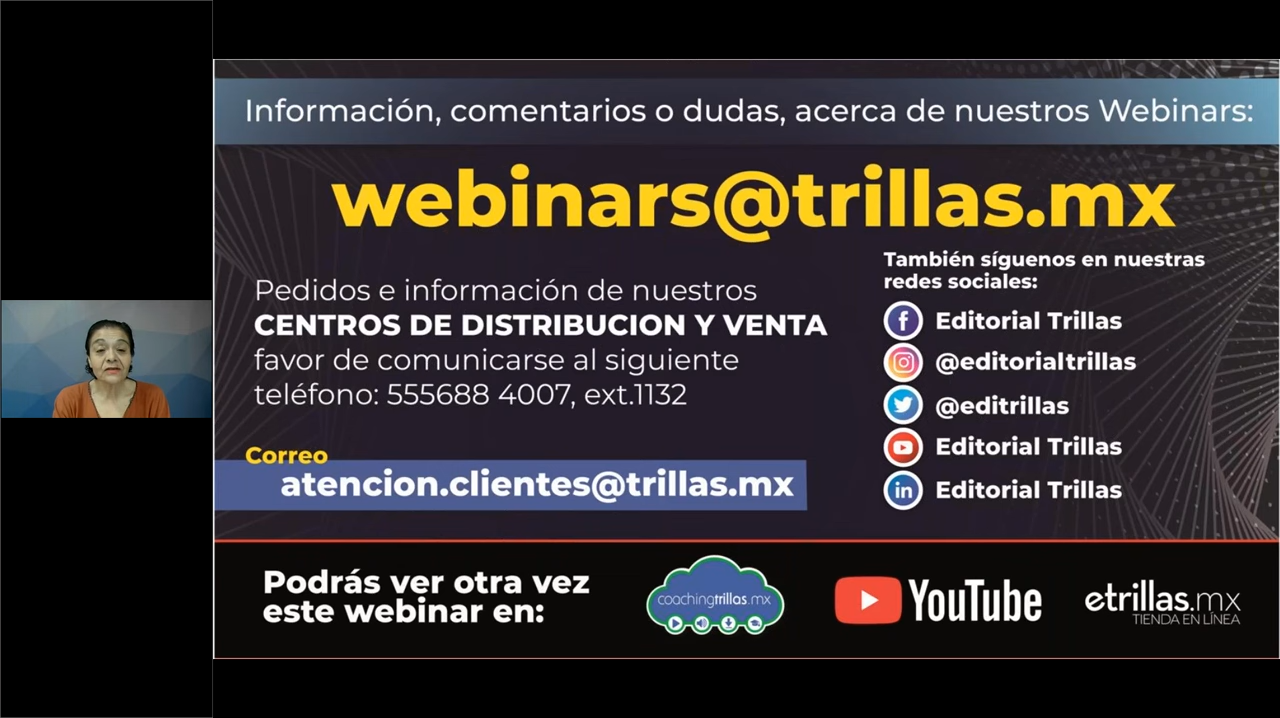 Información, comentarios o dudas, acerca de nuestros Webinars:
webinars@trillas.mx
Pedidos e información de nuestros
CENTROS DE DISTRIBUCION Y VENTA
favor de comunicarse al siguiente
teléfono: 555688 4007, ext.1132
Correo
atencion.clientes@trillas.mx
También síguenos en nuestras
redes sociales:
Editorial Trillas
@editorialtrillas
@editrillas
Editorial Trillas
Editorial Trillas
Podrás ver otra vez
este webinar en:
coachingtrillas.mx
YouTube
etrillas.mx
TIENDA EN LÍNEA